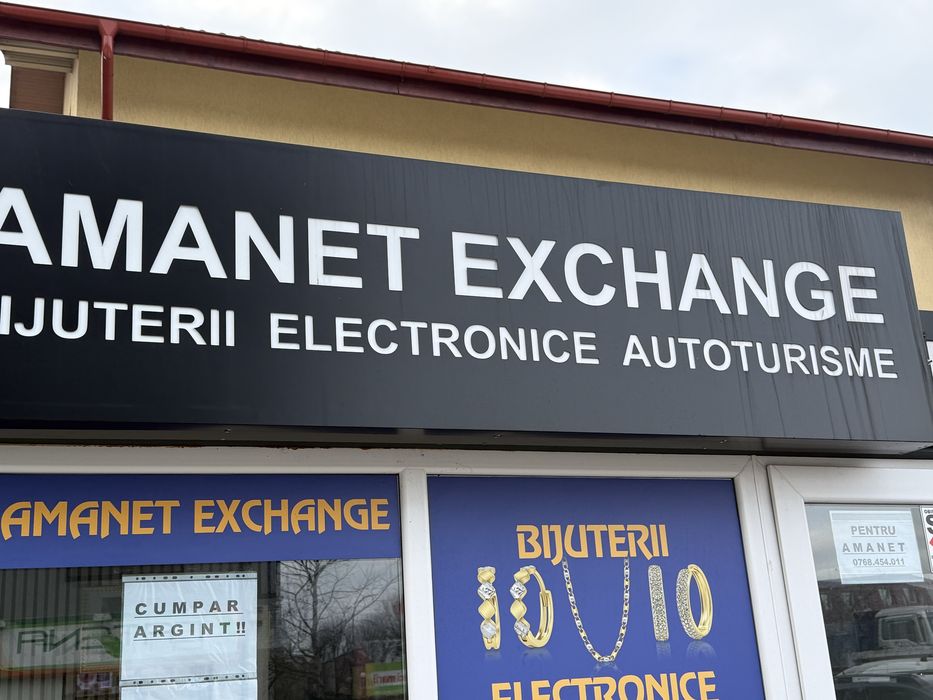 AMANET EXCHANGE
BIJUTERII ELECTRONICE AUTOTURISME
AMANET EXCHANGE
BIJUTERII
ELECTRONICE
CUMPAR
ARGINT!!
PENTRU
AMANET
0768.454.011